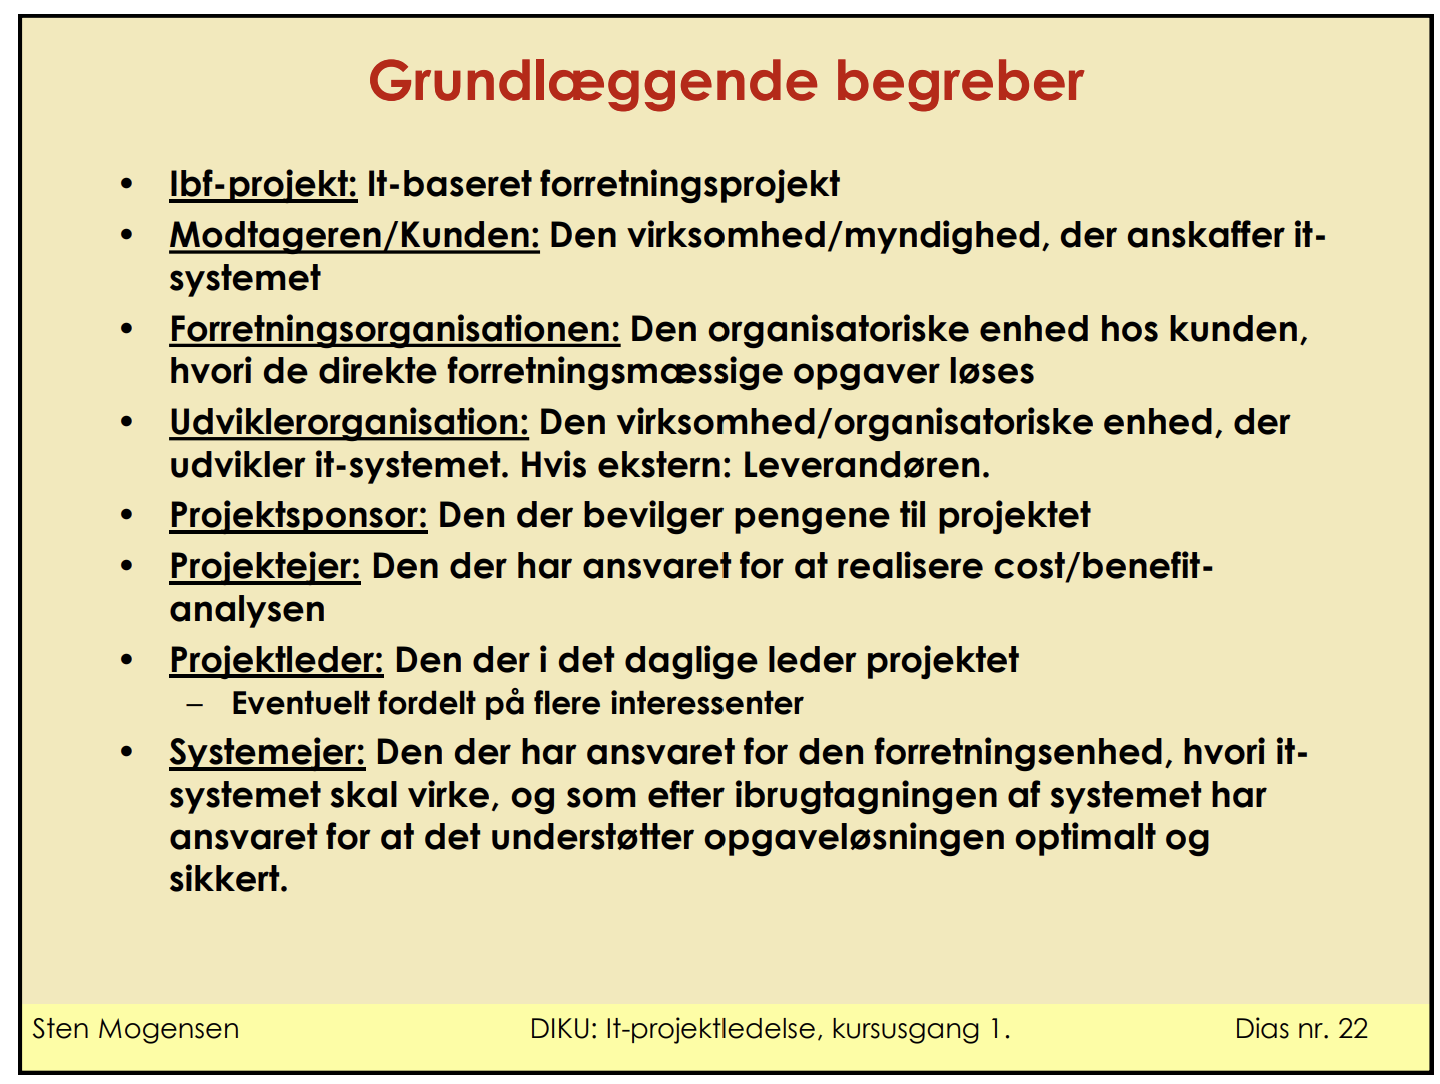 Grundlæggende begreber
• Ibf-projekt: It-baseret forretningsprojekt
• Modtageren/Kunden: Den virksomhed/myndighed, der anskaffer it-
systemet
• Forretningsorganisationen: Den organisatoriske enhed hos kunden,
hvori de direkte forretningsmæssige opgaver løses
• Udviklerorganisation: Den virksomhed/organisatoriske enhed, der
udvikler it-systemet. Hvis ekstern: Leverandøren.
• Projektsponsor: Den der bevilger pengene til projektet
• Projektejer: Den der har ansvaret for at realisere cost/benefit-
analysen
• Projektleder: Den der i det daglige leder projektet
– Eventuelt fordelt på flere interessenter
• Systemejer: Den der har ansvaret for den forretningsenhed, hvori it-
systemet skal virke, og som efter ibrugtagningen af systemet har
ansvaret for at det understøtter opgaveløsningen optimalt og
sikkert.
Sten Mogensen
DIKU: It-projektledelse, kursusgang 1.
Dias nr. 22